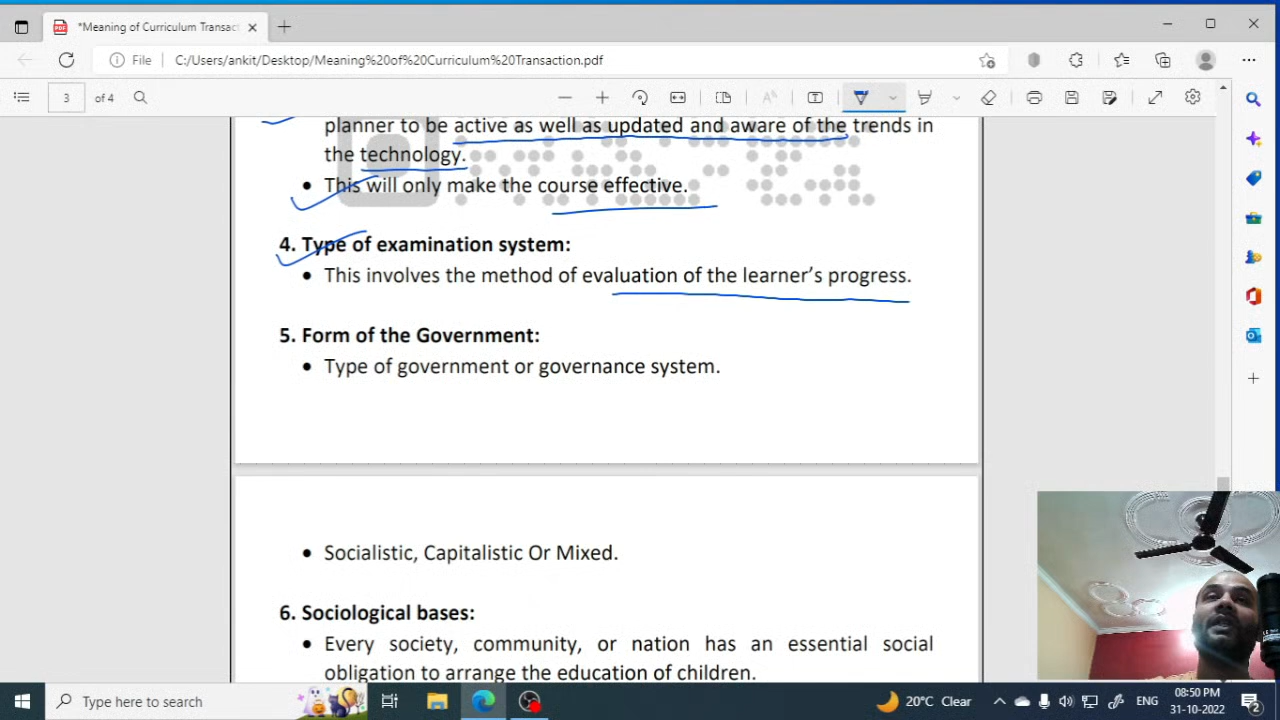 *Meaning of Curriculum Transac
File
C:/Users/ankit/Desktop/Meaning%20of%20Curriculum%20Transaction.pdf
3 of 4
planner to be active as well as updated and aware of the trends in
the technology.
• This will only make the course effective.
4. Type of examination system:
• This involves the method of evaluation of the learner’s progress.
5. Form of the Government:
• Type of government or governance system.
• Socialistic, Capitalistic Or Mixed.
6. Sociological bases:
• Every society, community, or nation has an essential social
obligation to arrange the education of children.
Type here to search
20°C Clear
ENG
08:50 PM
31-10-2022
2